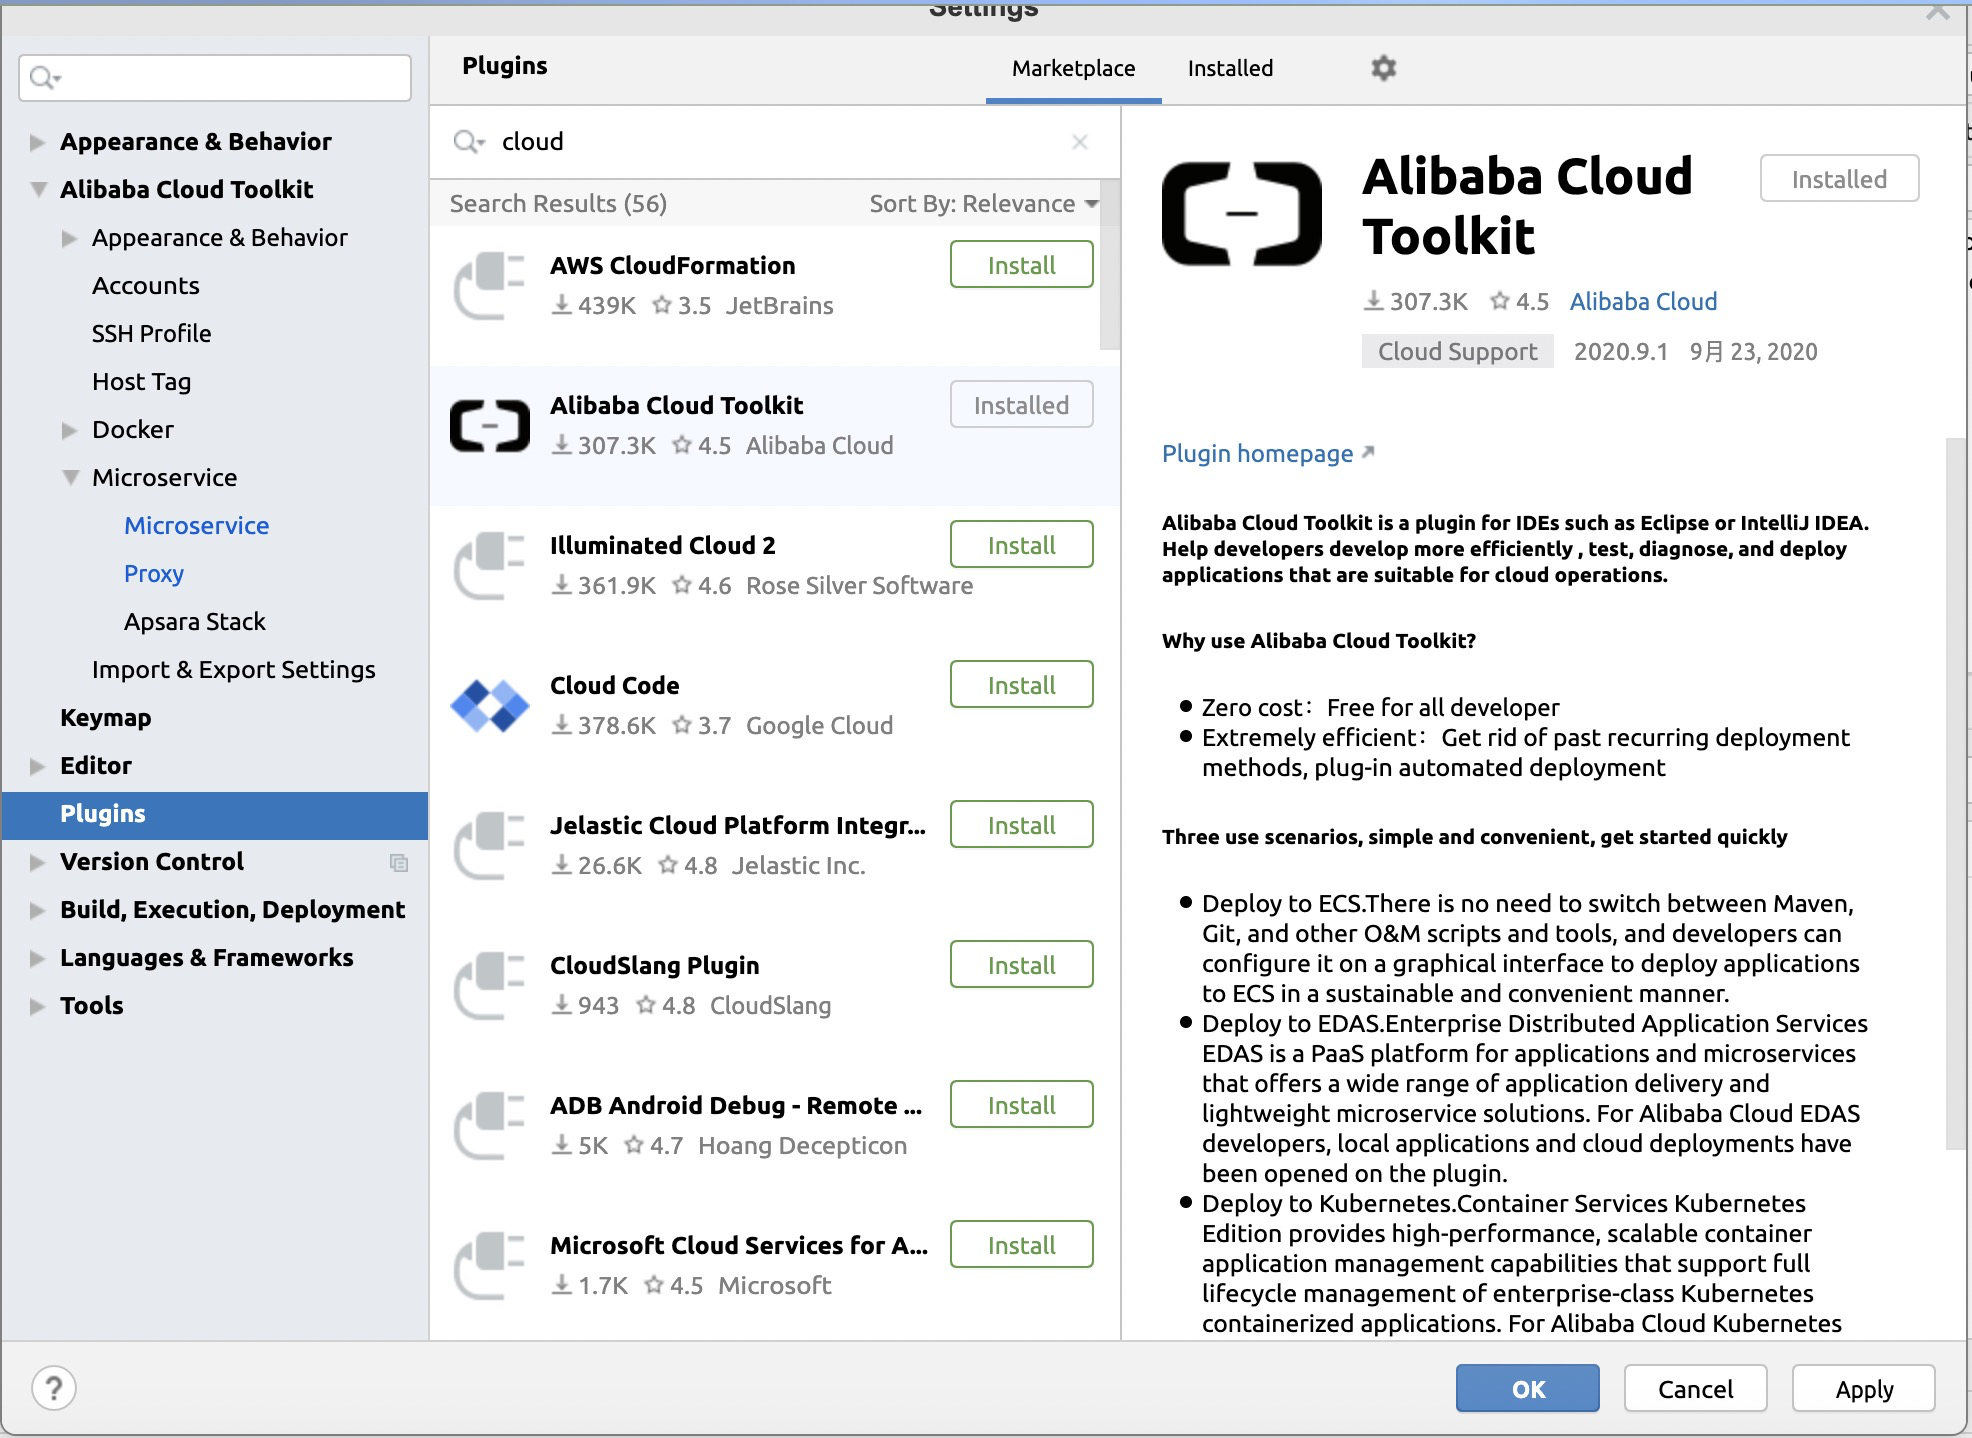 Settings
Appearance & Behavior
Alibaba Cloud Toolkit
Appearance & Behavior
Accounts
SSH Profile
Host Tag
Docker
Microservice
Microservice
Proxy
Apsara Stack
Import & Export Settings
Keymap
Editor
Plugins
Version Control
Build, Execution, Deployment
Languages & Frameworks
Tools
Plugins
Marketplace
Installed
cloud
Search Results (56)
Sort By: Relevance
AWS CloudFormation
Install
439K 3.5 JetBrains
Alibaba Cloud Toolkit
Installed
307.3K 4.5 Alibaba Cloud
Illuminated Cloud 2
Install
361.9K 4.6 Rose Silver Software
Cloud Code
Install
378.6K 3.7 Google Cloud
Jelastic Cloud Platform Integr...
Install
26.6K 4.8 Jelastic Inc.
CloudSlang Plugin
Install
943 4.8 CloudSlang
ADB Android Debug - Remote ...
Install
5K 4.7 Hoang Decepticon
Microsoft Cloud Services for A...
Install
1.7K 4.5 Microsoft
Alibaba Cloud
Toolkit
Installed
307.3K 4.5 Alibaba Cloud
Cloud Support 2020.9.1 9月 23, 2020
Plugin homepage
Alibaba Cloud Toolkit is a plugin for IDEs such as Eclipse or IntelliJ IDEA.
Help developers develop more efficiently , test, diagnose, and deploy
applications that are suitable for cloud operations.
Why use Alibaba Cloud Toolkit?
Zero cost：Free for all developer
Extremely efficient：Get rid of past recurring deployment
methods, plug-in automated deployment
Three use scenarios, simple and convenient, get started quickly
Deploy to ECS.There is no need to switch between Maven,
Git, and other O&M scripts and tools, and developers can
configure it on a graphical interface to deploy applications
to ECS in a sustainable and convenient manner.
Deploy to EDAS.Enterprise Distributed Application Services
EDAS is a PaaS platform for applications and microservices
that offers a wide range of application delivery and
lightweight microservice solutions. For Alibaba Cloud EDAS
developers, local applications and cloud deployments have
been opened on the plugin.
Deploy to Kubernetes.Container Services Kubernetes
Edition provides high-performance, scalable container
application management capabilities that support full
lifecycle management of enterprise-class Kubernetes
containerized applications. For Alibaba Cloud Kubernetes
?
OK
Cancel
Apply